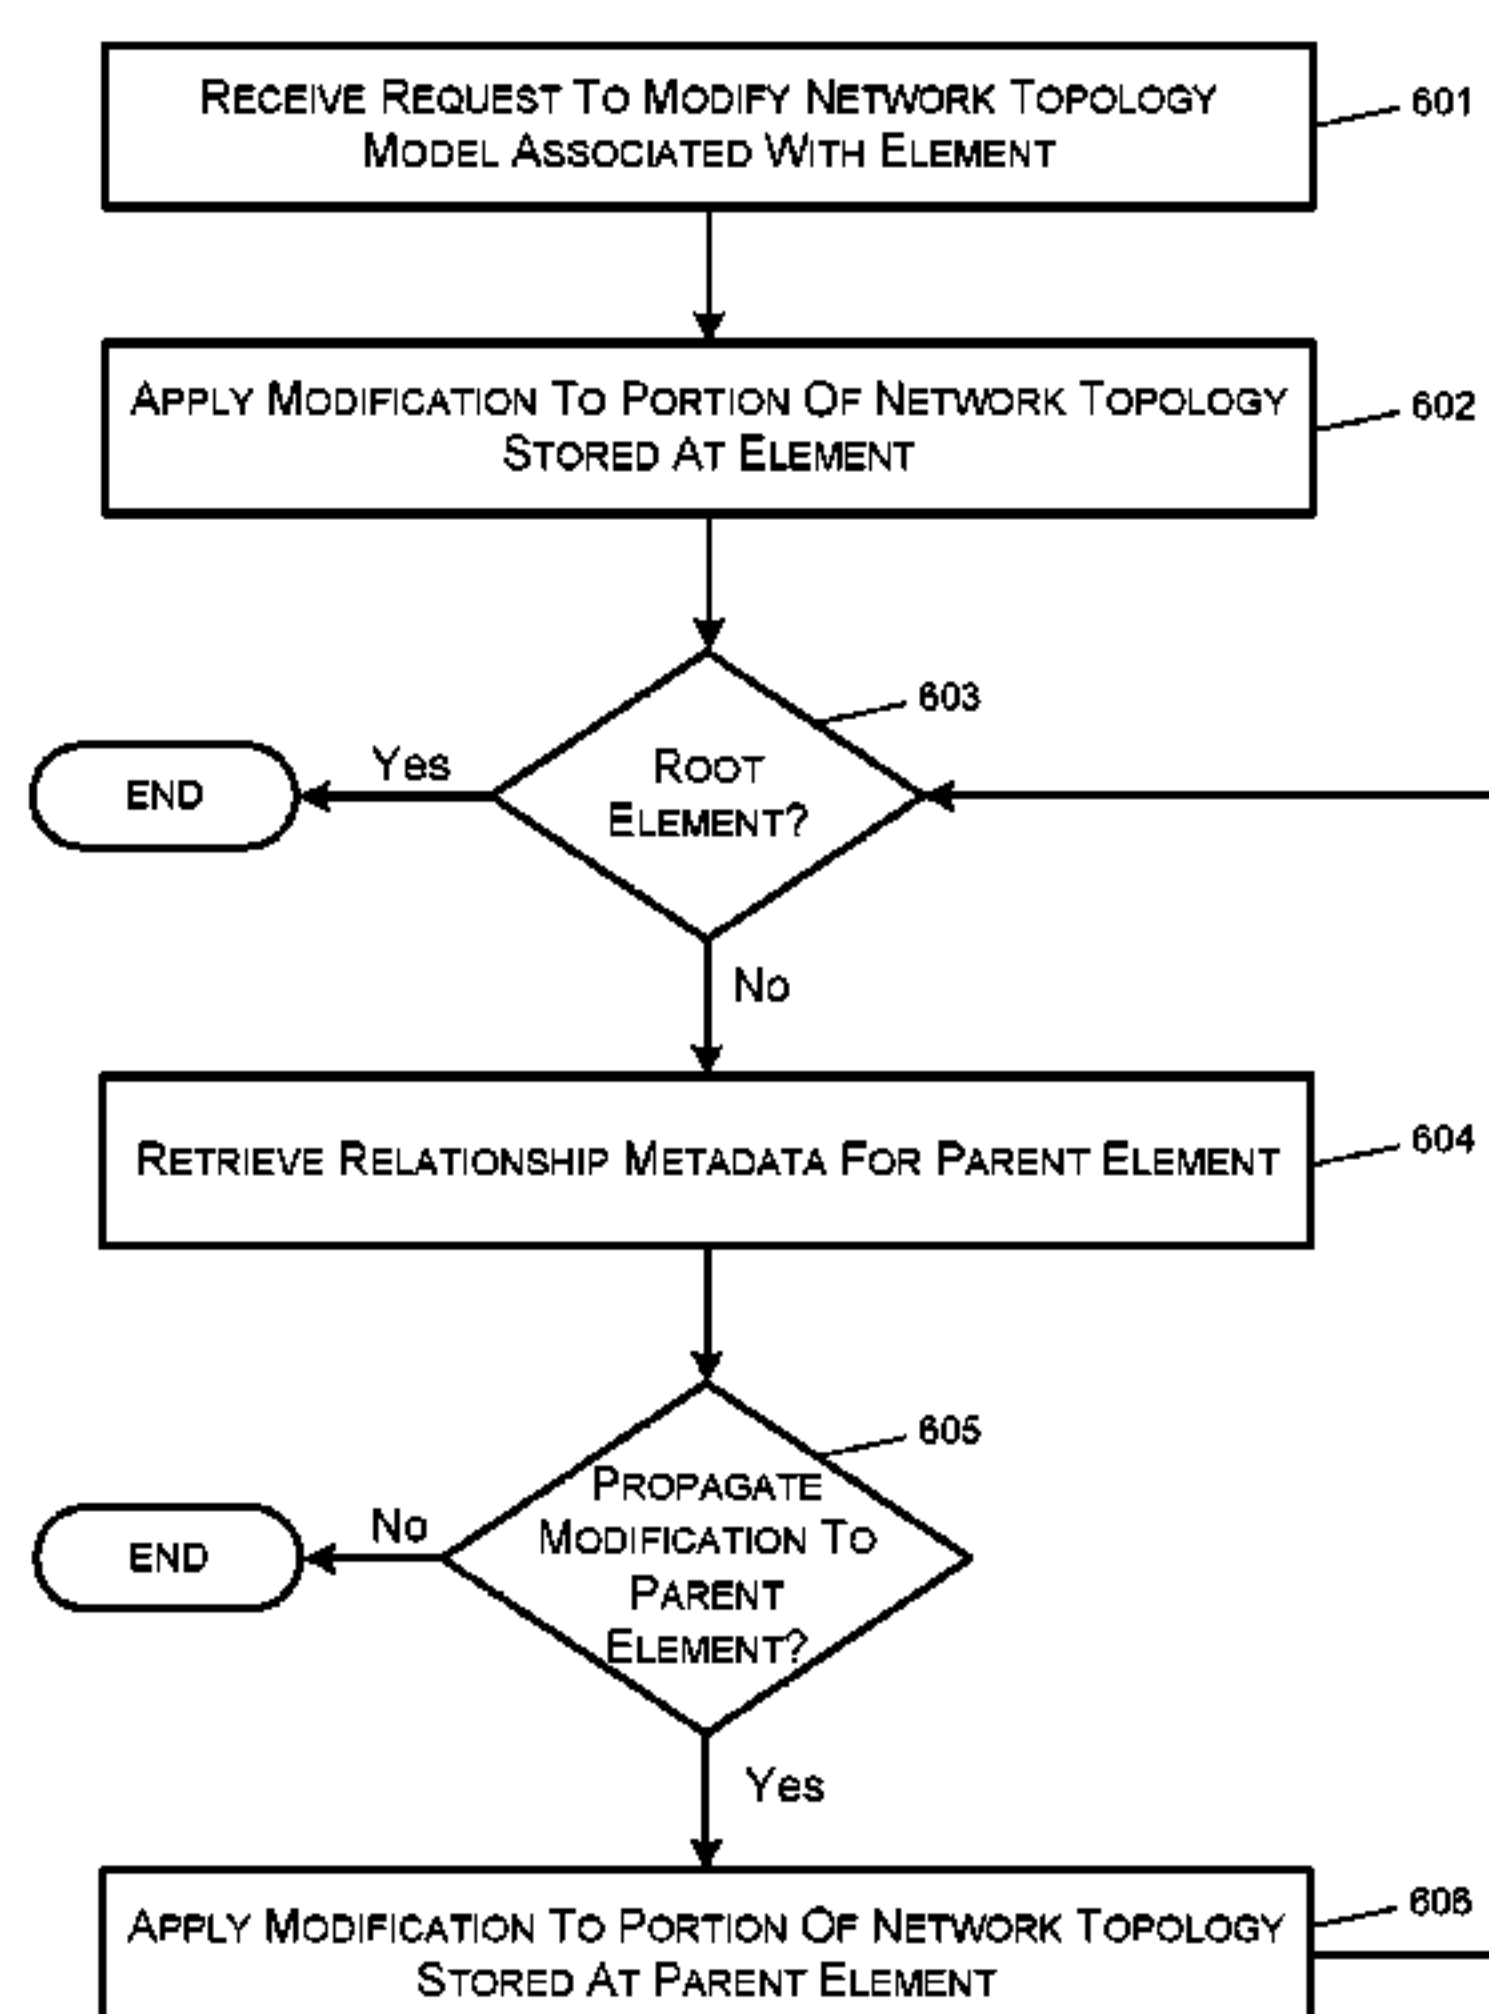 RECEIVE REQUEST TO MODIFY NETWORK TOPOLOGY
MODEL ASSOCIATED WITH ELEMENT
601
APPLY MODIFICATION TO PORTION OF NETWORK TOPOLOGY
STORED AT ELEMENT
602
603
ROOT
ELEMENT?
Yes
END
No
RETRIEVE RELATIONSHIP METADATA FOR PARENT ELEMENT
604
605
PROPAGATE
MODIFICATION TO
PARENT
ELEMENT?
No
END
Yes
APPLY MODIFICATION TO PORTION OF NETWORK TOPOLOGY
STORED AT PARENT ELEMENT
606